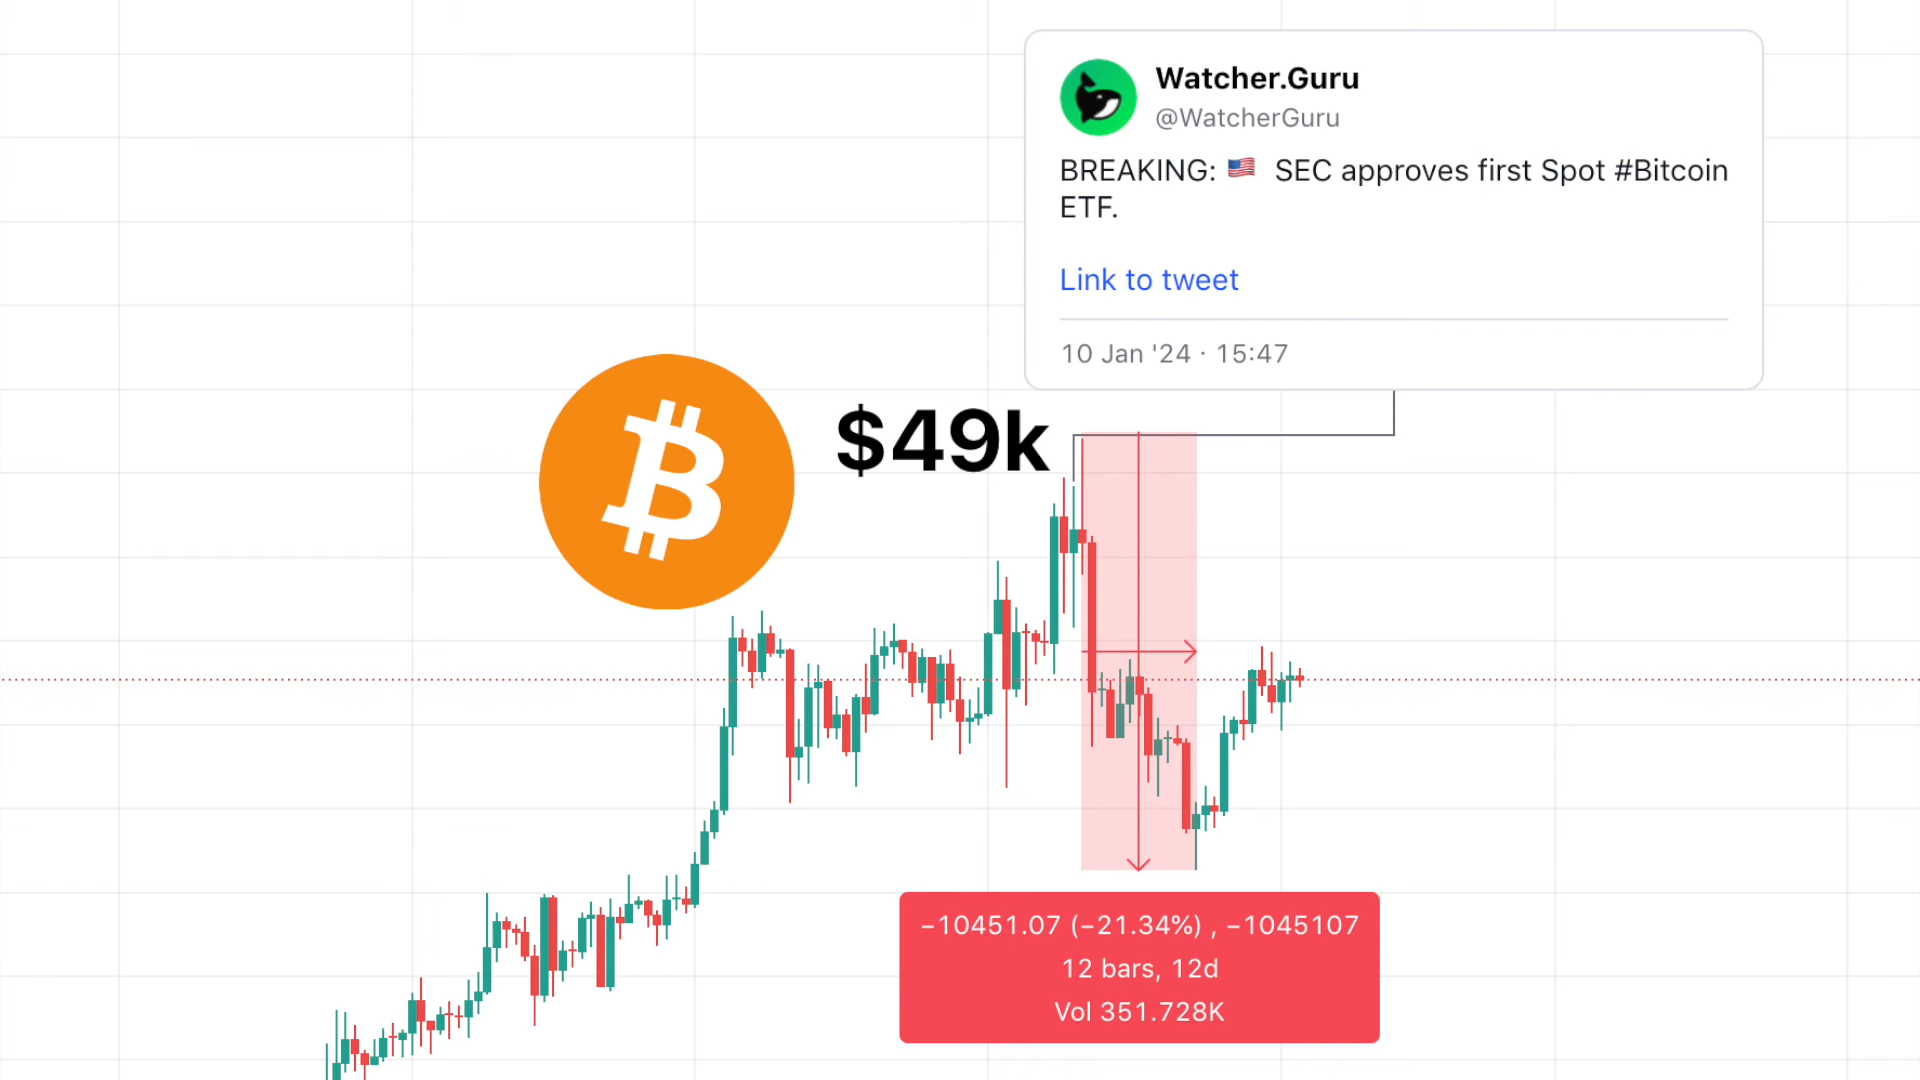 Watcher.Guru
@WatcherGuru
BREAKING: 🇺🇸 SEC approves first Spot #Bitcoin
ETF.
Link to tweet
10 Jan '24 · 15:47
$49k
−10451.07 (−21.34%) , −1045107
12 bars, 12d
Vol 351.728K